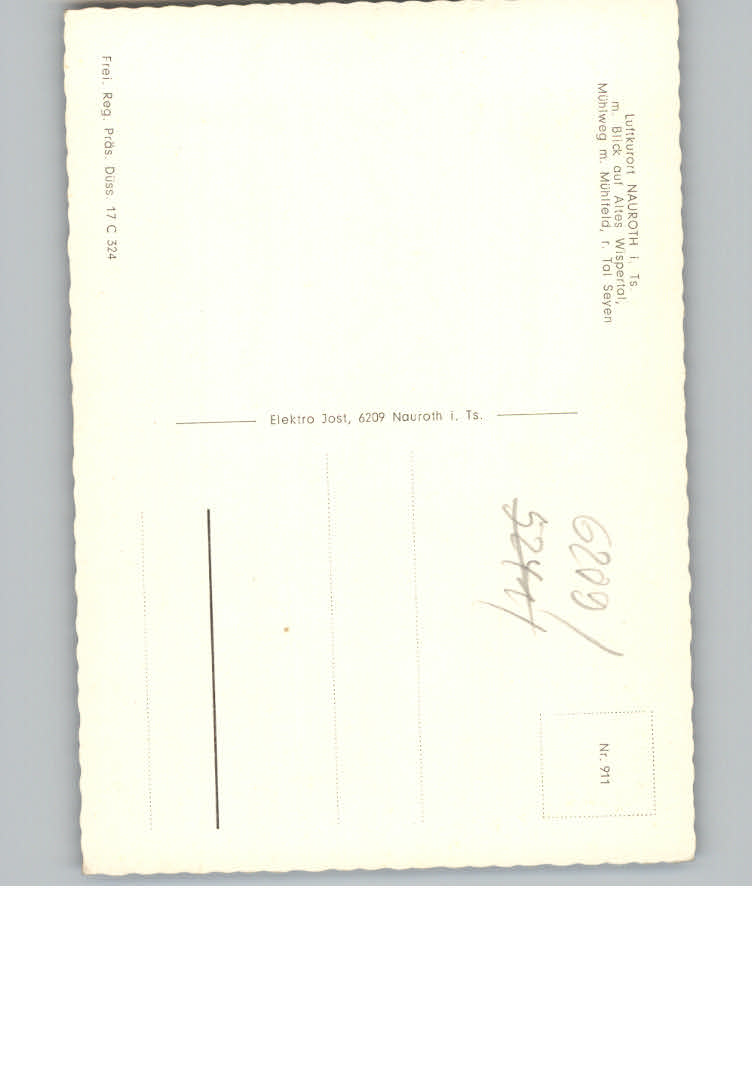 Luftkurort NAUROTH i. Ts.
m. Blick auf Altes Wispertal,
Mühlweg m. Mühlfeld, r. Tal Seyen
Frei. Reg. Präs. Düss. 17 C 324
Elektro Jost, 6209 Nauroth i. Ts.
6209/
Nr. 911